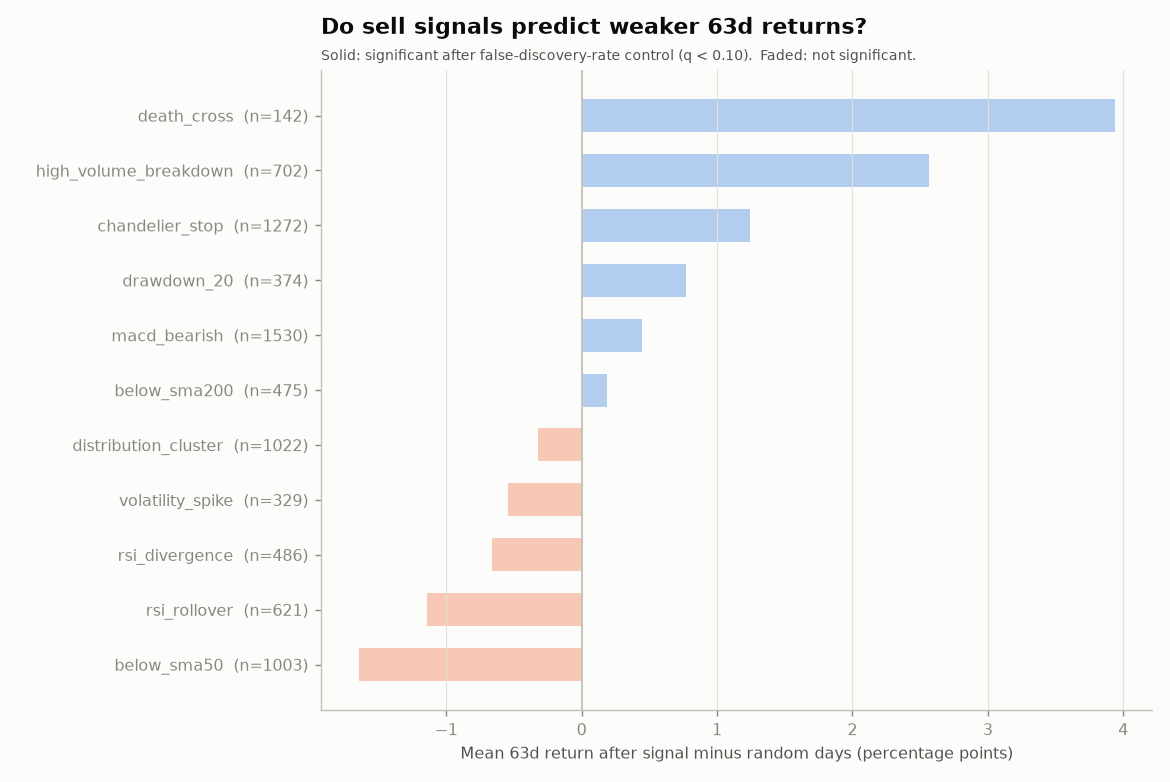 Do sell signals predict weaker 63d returns?
Solid: significant after false-discovery-rate control (q < 0.10).  Faded: not significant.
death_cross  (n=142)
high_volume_breakdown  (n=702)
chandelier_stop  (n=1272)
drawdown_20  (n=374)
macd_bearish  (n=1530)
below_sma200  (n=475)
distribution_cluster  (n=1022)
volatility_spike  (n=329)
rsi_divergence  (n=486)
rsi_rollover  (n=621)
below_sma50  (n=1003)
−1 0 1 2 3 4
Mean 63d return after signal minus random days (percentage points)